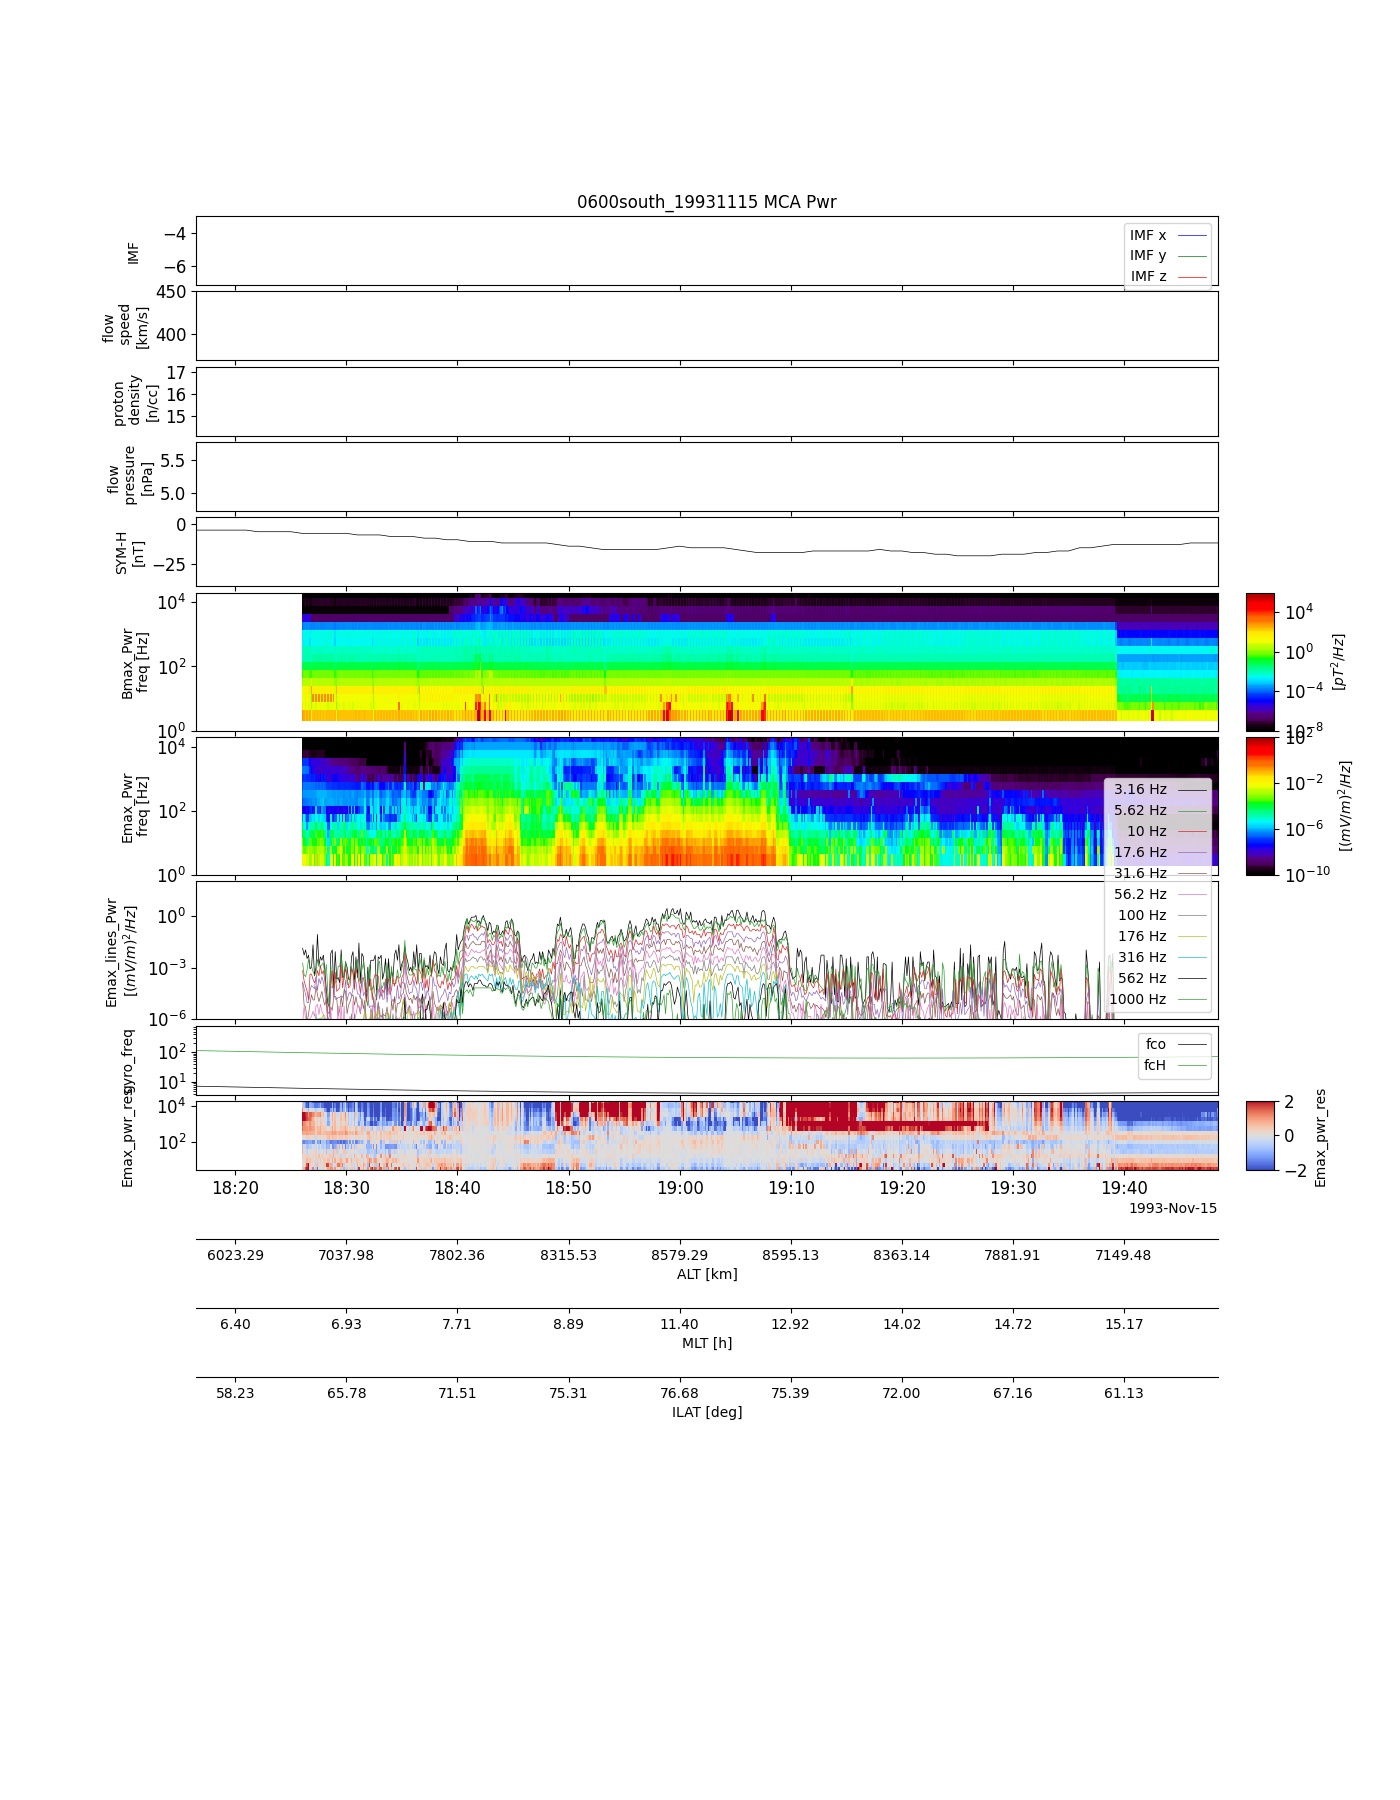 0600south_19931115 MCA Pwr
IMF
−4
−6
IMF x
IMF y
IMF z
flow
speed
[km/s]
450
400
proton
density
[n/cc]
17
16
15
flow
pressure
[nPa]
5.5
5.0
SYM-H
[nT]
0
−25
Bmax_Pwr
freq [Hz]
10^4
10^2
10^0
10^4
10^0
10^−4
10^−8
[pT^2/Hz]
Emax_Pwr
freq [Hz]
10^4
10^2
10^0
10^2
10^−2
10^−6
10^−10
[(mV/m)^2/Hz]
3.16 Hz
5.62 Hz
10 Hz
17.6 Hz
31.6 Hz
56.2 Hz
100 Hz
176 Hz
316 Hz
562 Hz
1000 Hz
Emax_lines_Pwr
[(mV/m)^2/Hz]
10^0
10^−3
10^−6
gyro_freq
10^2
10^1
fco
fcH
Emax_pwr_res
10^4
10^2
2
0
−2
Emax_pwr_res
18:20 18:30 18:40 18:50 19:00 19:10 19:20 19:30 19:40
1993-Nov-15
6023.29 7037.98 7802.36 8315.53 8579.29 8595.13 8363.14 7881.91 7149.48
ALT [km]
6.40 6.93 7.71 8.89 11.40 12.92 14.02 14.72 15.17
MLT [h]
58.23 65.78 71.51 75.31 76.68 75.39 72.00 67.16 61.13
ILAT [deg]